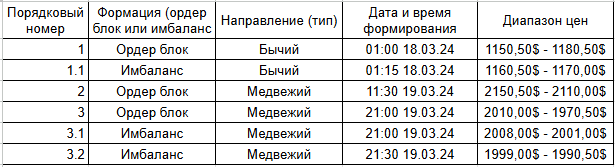 Порядковый номер | Формация (ордер блок или имбаланс | Направление (тип) | Дата и время формирования | Диапазон цен
1 | Ордер блок | Бычий | 01:00 18.03.24 | 1150,50$ - 1180,50$
1.1 | Имбаланс | Бычий | 01:15 18.03.24 | 1160,50$ - 1170,00$
2 | Ордер блок | Медвежий | 11:30 19.03.24 | 2150,50$ - 2110,00$
3 | Ордер блок | Медвежий | 21:00 19.03.24 | 2010,00$ - 1970,50$
3.1 | Имбаланс | Медвежий | 21:00 19.03.24 | 2008,00$ - 2001,00$
3.2 | Имбаланс | Медвежий | 21:30 19.03.24 | 1999,00$ - 1990,50$